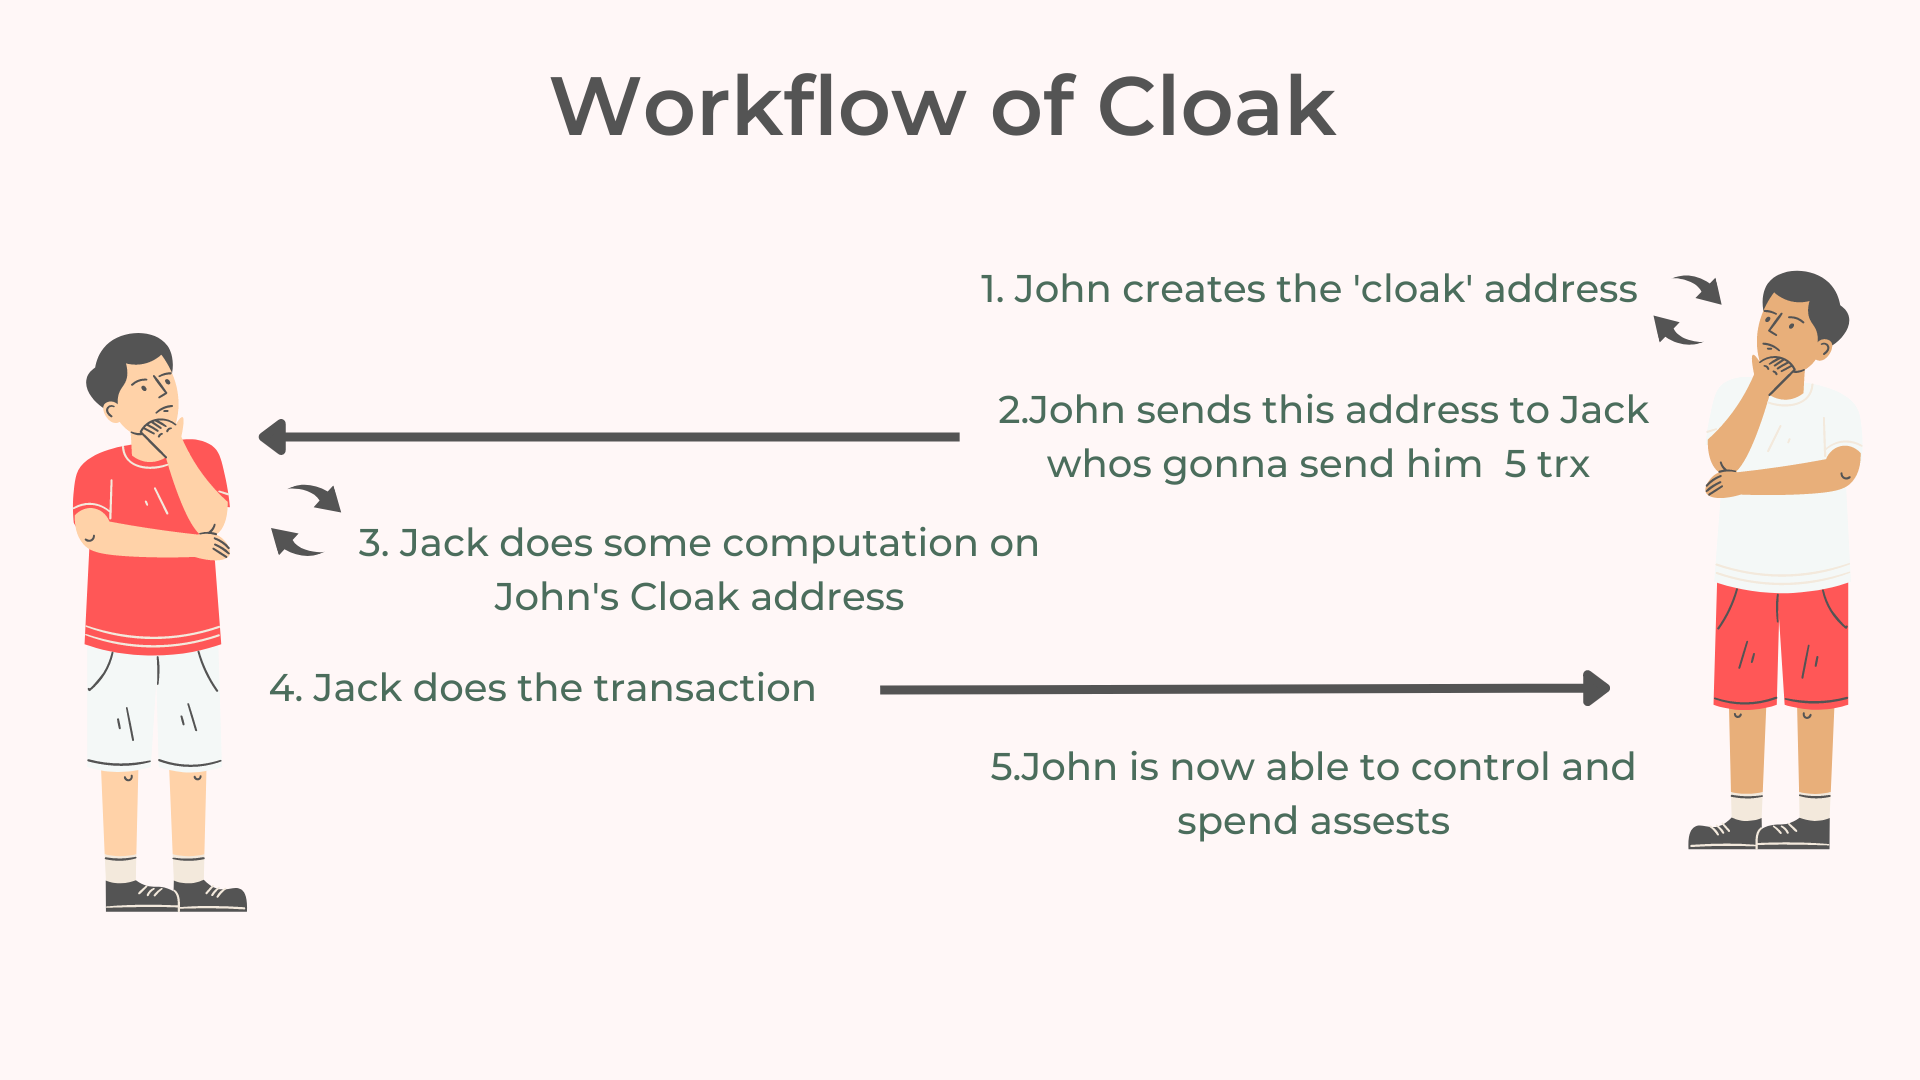 Workflow of Cloak
1. John creates the 'cloak' address
2.John sends this address to Jack
whos gonna send him  5 trx
3. Jack does some computation on
John's Cloak address
4. Jack does the transaction
5.John is now able to control and
spend assests